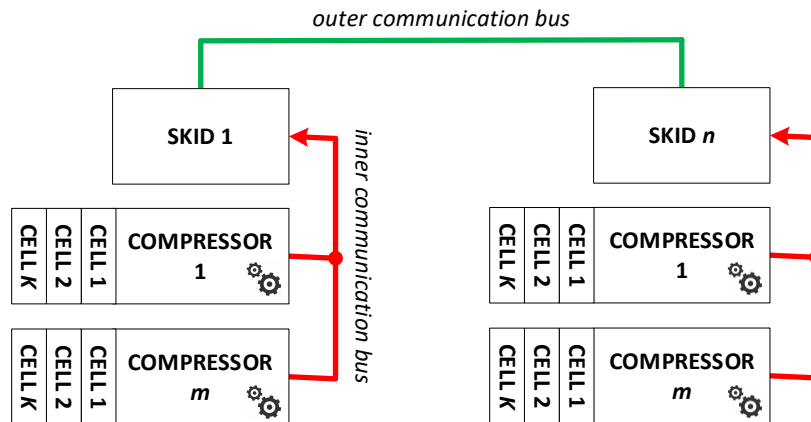 outer communication bus
SKID 1
inner communication bus
CELL K
CELL 2
CELL 1
COMPRESSOR
1
CELL K
CELL 2
CELL 1
COMPRESSOR
m
SKID n
CELL K
CELL 2
CELL 1
COMPRESSOR
1
CELL K
CELL 2
CELL 1
COMPRESSOR
m